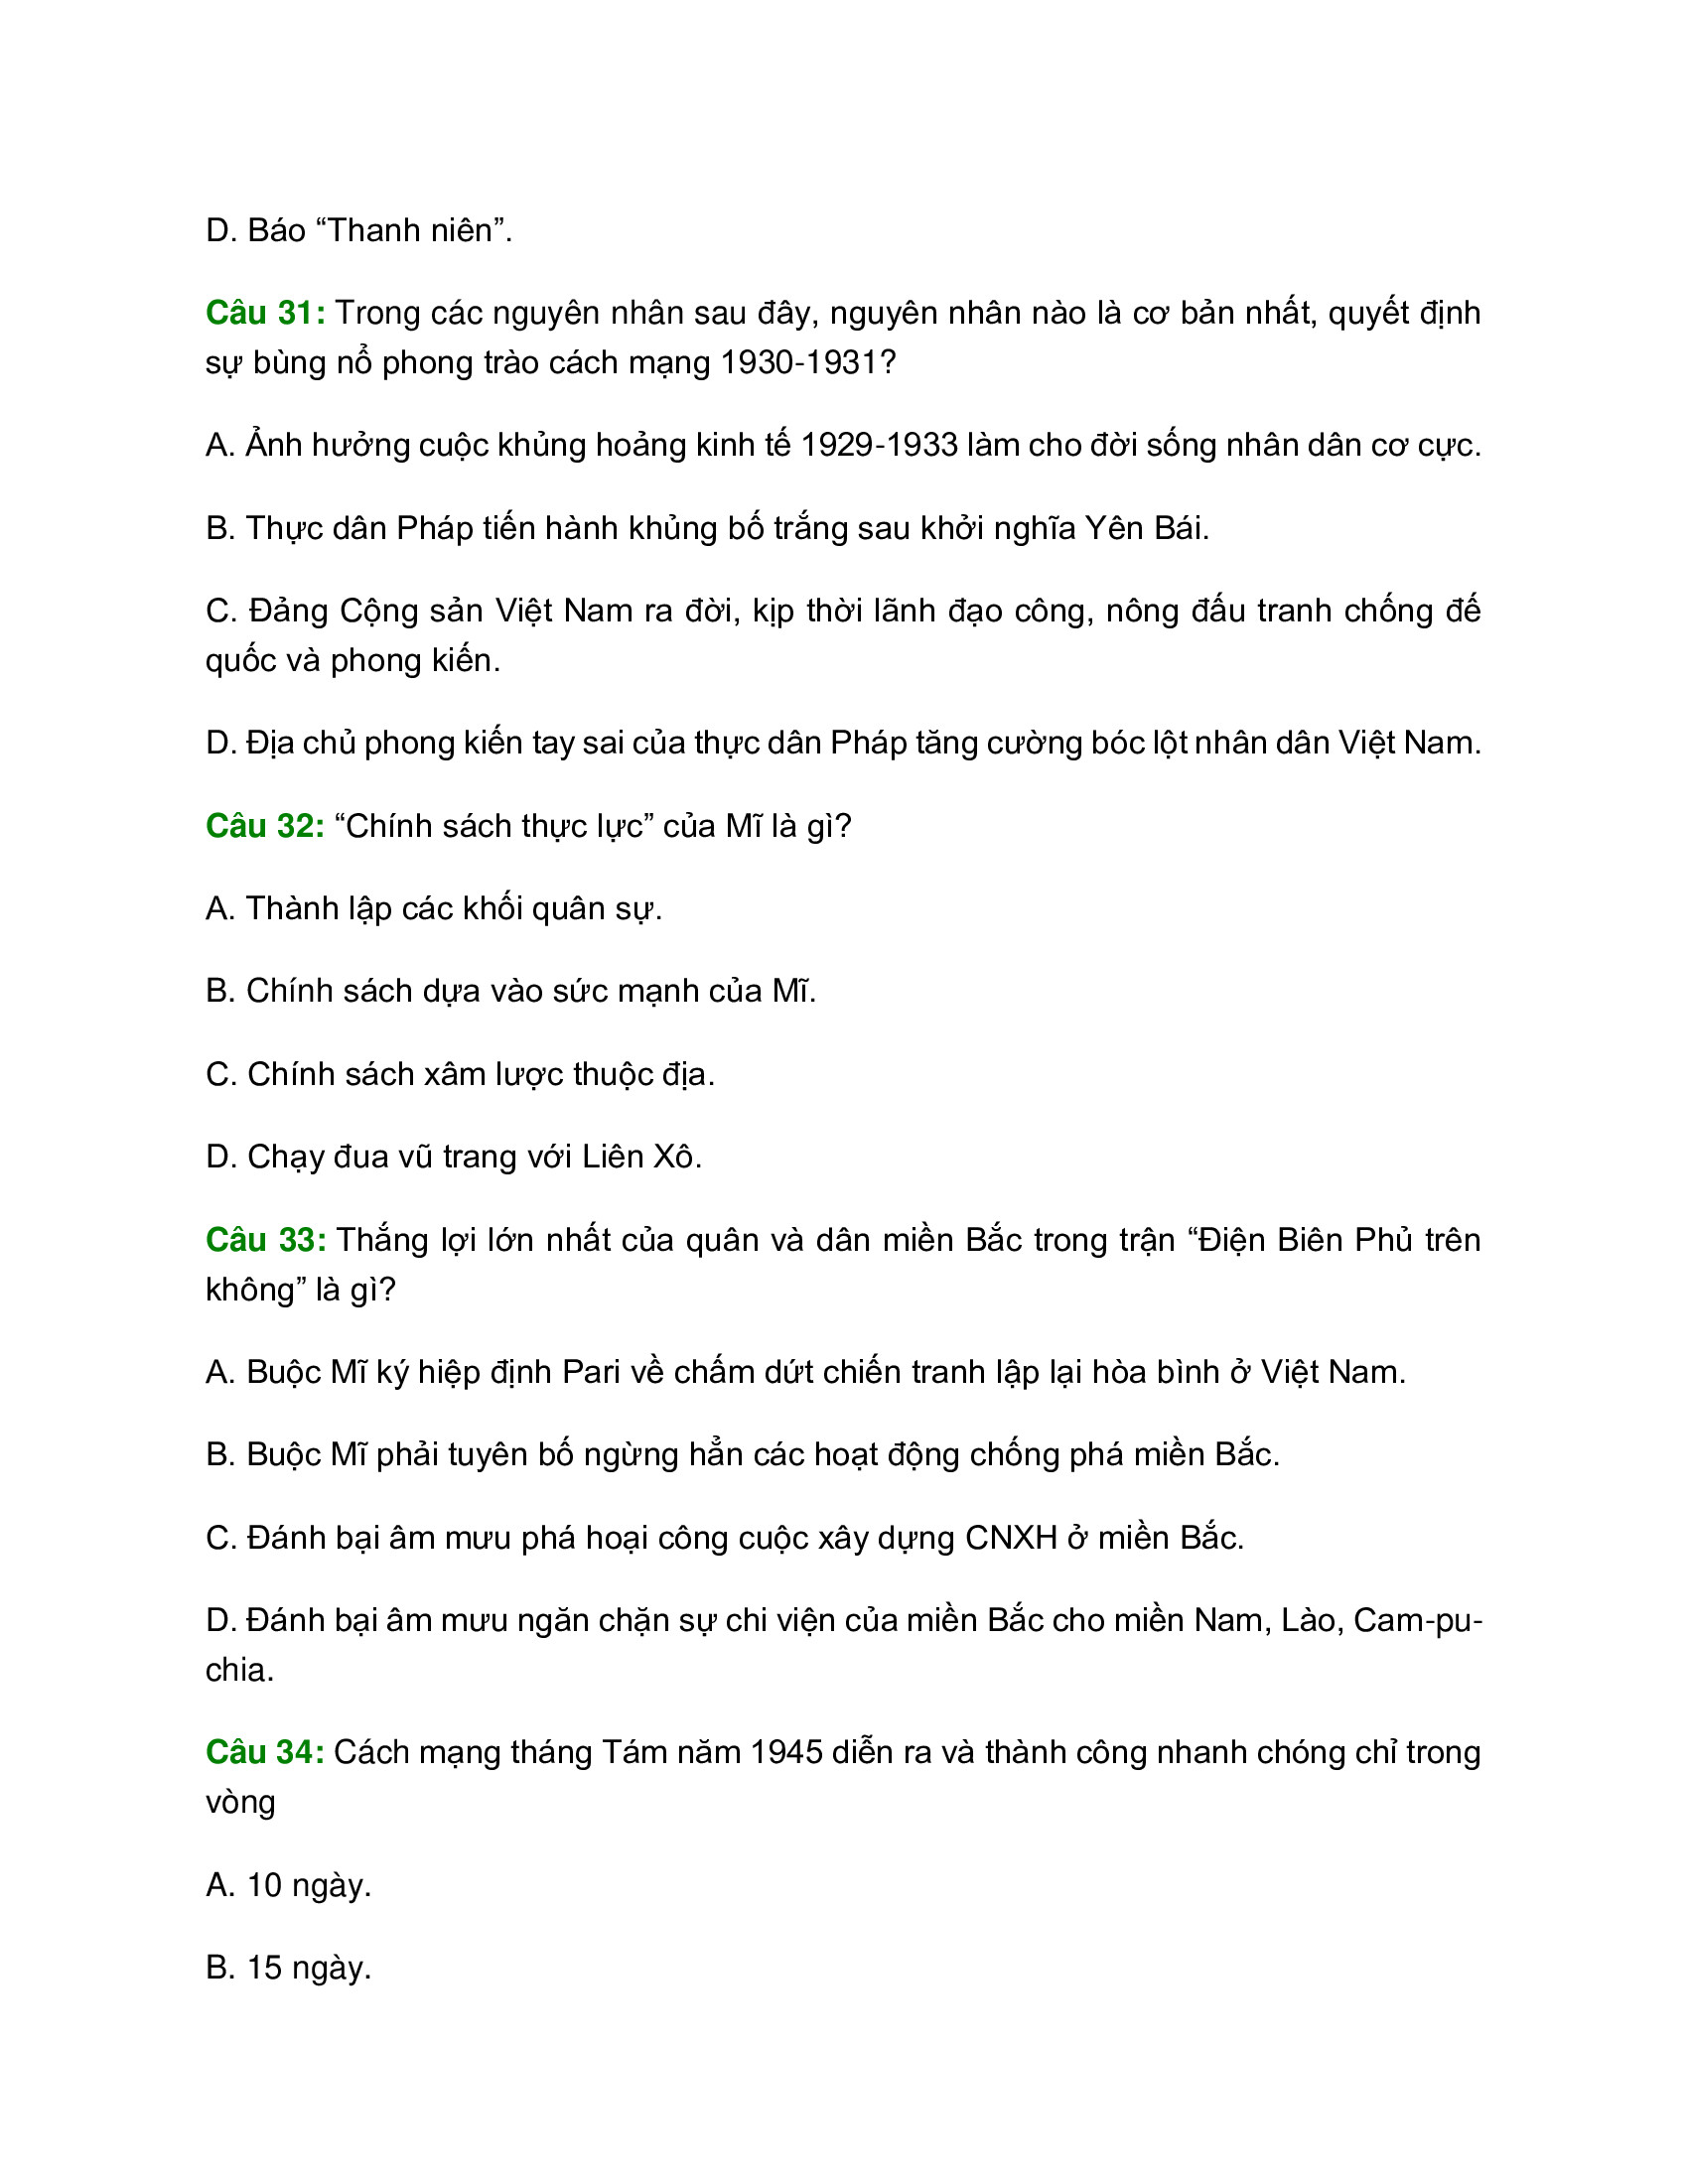 D. Báo “Thanh niên”.
Câu 31: Trong các nguyên nhân sau đây, nguyên nhân nào là cơ bản nhất, quyết định
sự bùng nổ phong trào cách mạng 1930-1931?
A. Ảnh hưởng cuộc khủng hoảng kinh tế 1929-1933 làm cho đời sống nhân dân cơ cực.
B. Thực dân Pháp tiến hành khủng bố trắng sau khởi nghĩa Yên Bái.
C. Đảng Cộng sản Việt Nam ra đời, kịp thời lãnh đạo công, nông đấu tranh chống đế
quốc và phong kiến.
D. Địa chủ phong kiến tay sai của thực dân Pháp tăng cường bóc lột nhân dân Việt Nam.
Câu 32: “Chính sách thực lực” của Mĩ là gì?
A. Thành lập các khối quân sự.
B. Chính sách dựa vào sức mạnh của Mĩ.
C. Chính sách xâm lược thuộc địa.
D. Chạy đua vũ trang với Liên Xô.
Câu 33: Thắng lợi lớn nhất của quân và dân miền Bắc trong trận “Điện Biên Phủ trên
không” là gì?
A. Buộc Mĩ ký hiệp định Pari về chấm dứt chiến tranh lập lại hòa bình ở Việt Nam.
B. Buộc Mĩ phải tuyên bố ngừng hẳn các hoạt động chống phá miền Bắc.
C. Đánh bại âm mưu phá hoại công cuộc xây dựng CNXH ở miền Bắc.
D. Đánh bại âm mưu ngăn chặn sự chi viện của miền Bắc cho miền Nam, Lào, Cam-pu-
chia.
Câu 34: Cách mạng tháng Tám năm 1945 diễn ra và thành công nhanh chóng chỉ trong
vòng
A. 10 ngày.
B. 15 ngày.